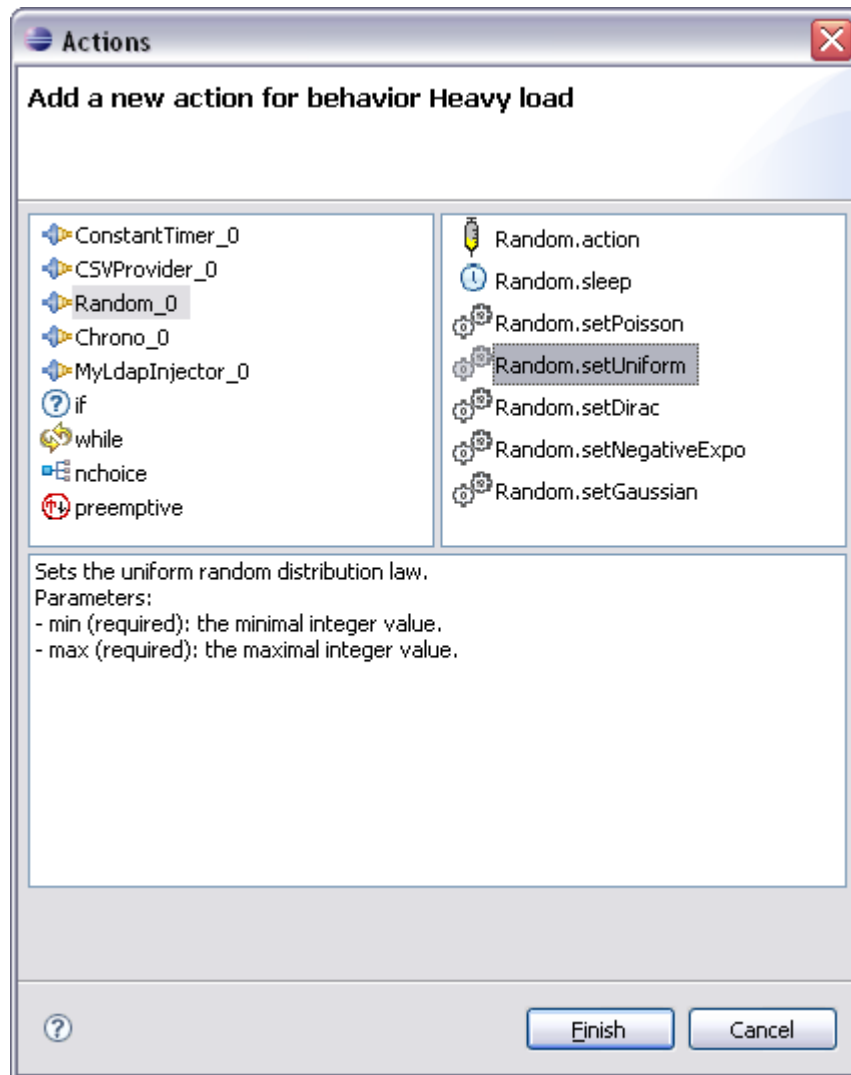 Actions
Add a new action for behavior Heavy load
ConstantTimer_0
CSVProvider_0
Random_0
Chrono_0
MyLdapInjector_0
if
while
nchoice
preemptive
Random.action
Random.sleep
Random.setPoisson
Random.setUniform
Random.setDirac
Random.setNegativeExpo
Random.setGaussian
Sets the uniform random distribution law.
Parameters:
- min (required): the minimal integer value.
- max (required): the maximal integer value.
Finish
Cancel